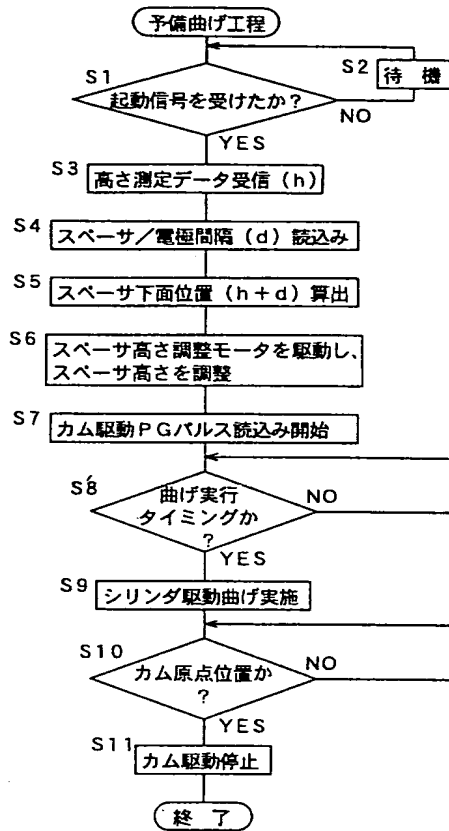 予備曲げ工程
S1
S2
待機
起動信号を受けたか？
NO
YES
S3
高さ測定データ受信（h）
S4
スペーサ／電極間隔（d）読込み
S5
スペーサ下面位置（h＋d）算出
S6
スペーサ高さ調整モータを駆動し、
スペーサ高さを調整
S7
カム駆動PGパルス読込み開始
S8
曲げ実行
タイミングか
？
NO
YES
S9
シリンダ駆動曲げ実施
S10
カム原点位置か
？
NO
YES
S11
カム駆動停止
終了